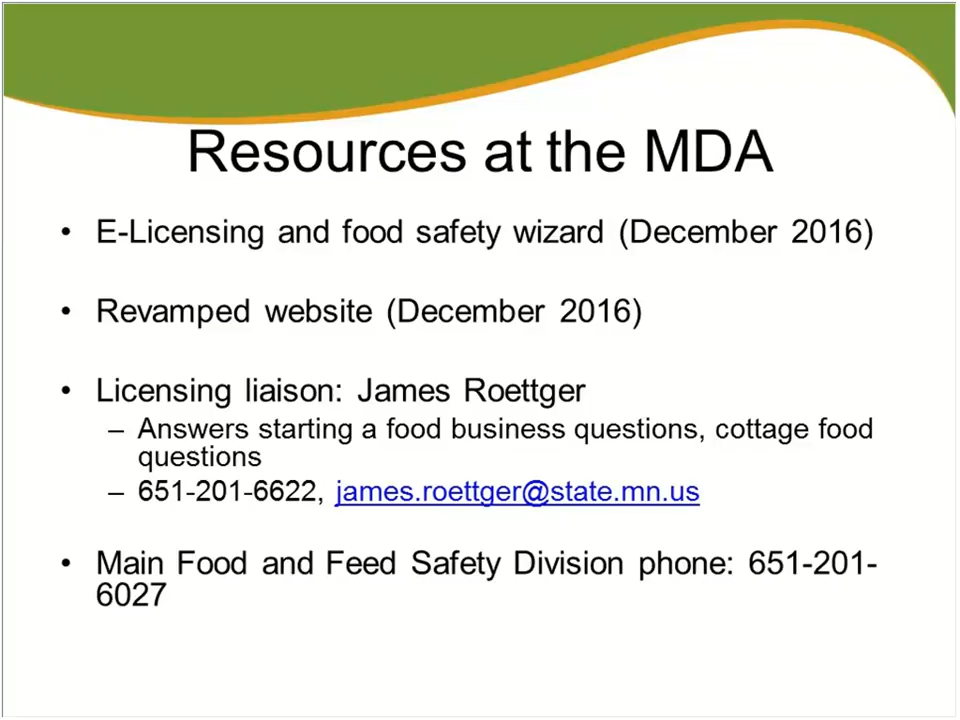 Resources at the MDA
• E-Licensing and food safety wizard (December 2016)
• Revamped website (December 2016)
• Licensing liaison: James Roettger
– Answers starting a food business questions, cottage food
questions
– 651-201-6622, james.roettger@state.mn.us
• Main Food and Feed Safety Division phone: 651-201-
6027